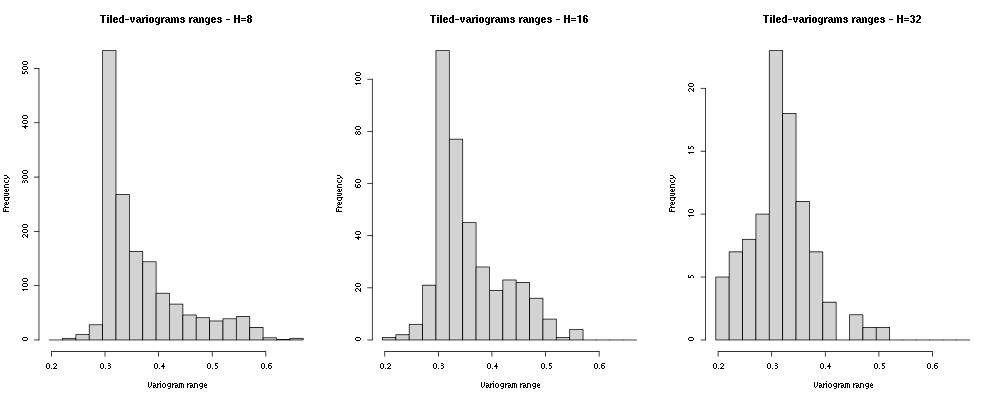 Tiled-variograms ranges - H=8
Tiled-variograms ranges - H=16
Tiled-variograms ranges - H=32
Frequency
0
100
200
300
400
500
0.2 0.3 0.4 0.5 0.6
Variogram range
Frequency
0
20
40
60
80
100
0.2 0.3 0.4 0.5 0.6
Variogram range
Frequency
0
5
10
15
20
0.2 0.3 0.4 0.5 0.6
Variogram range